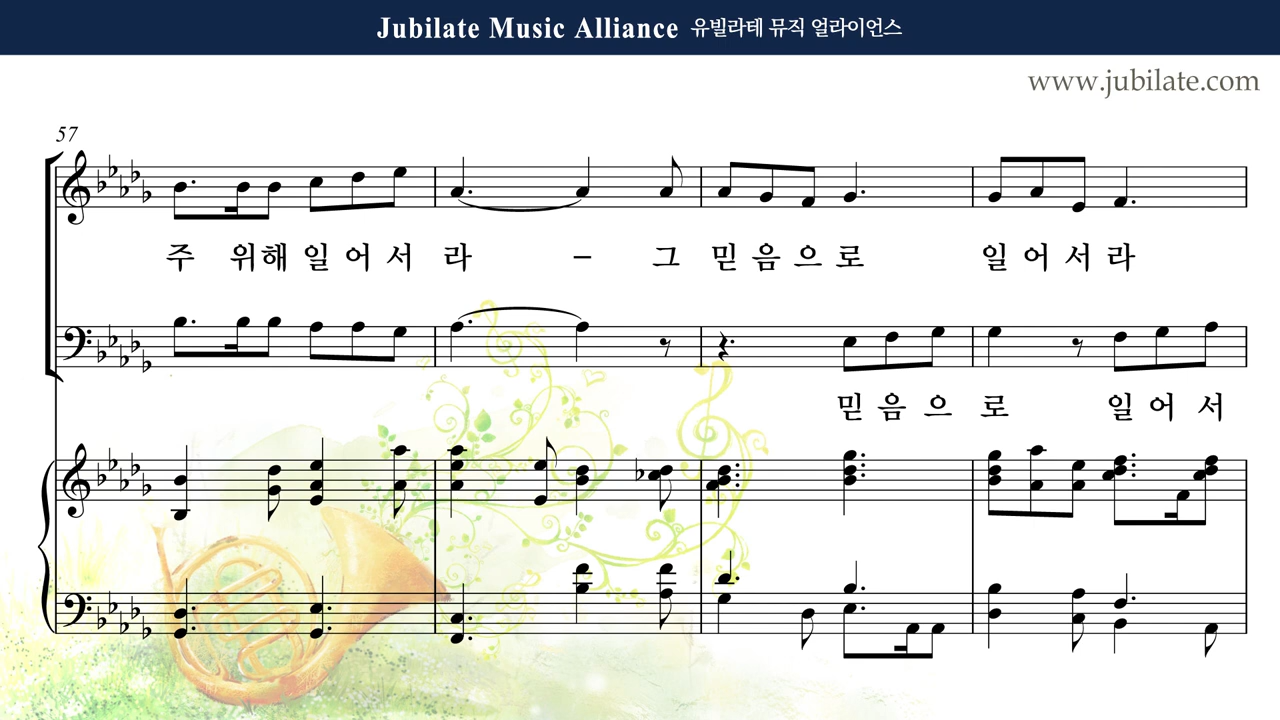 Jubilate Music Alliance 유빌라테 뮤직 얼라이언스
www.jubilate.com
57
주 위해 일어서 라 – 그 믿음으로 일어서라
믿음으로 일어서